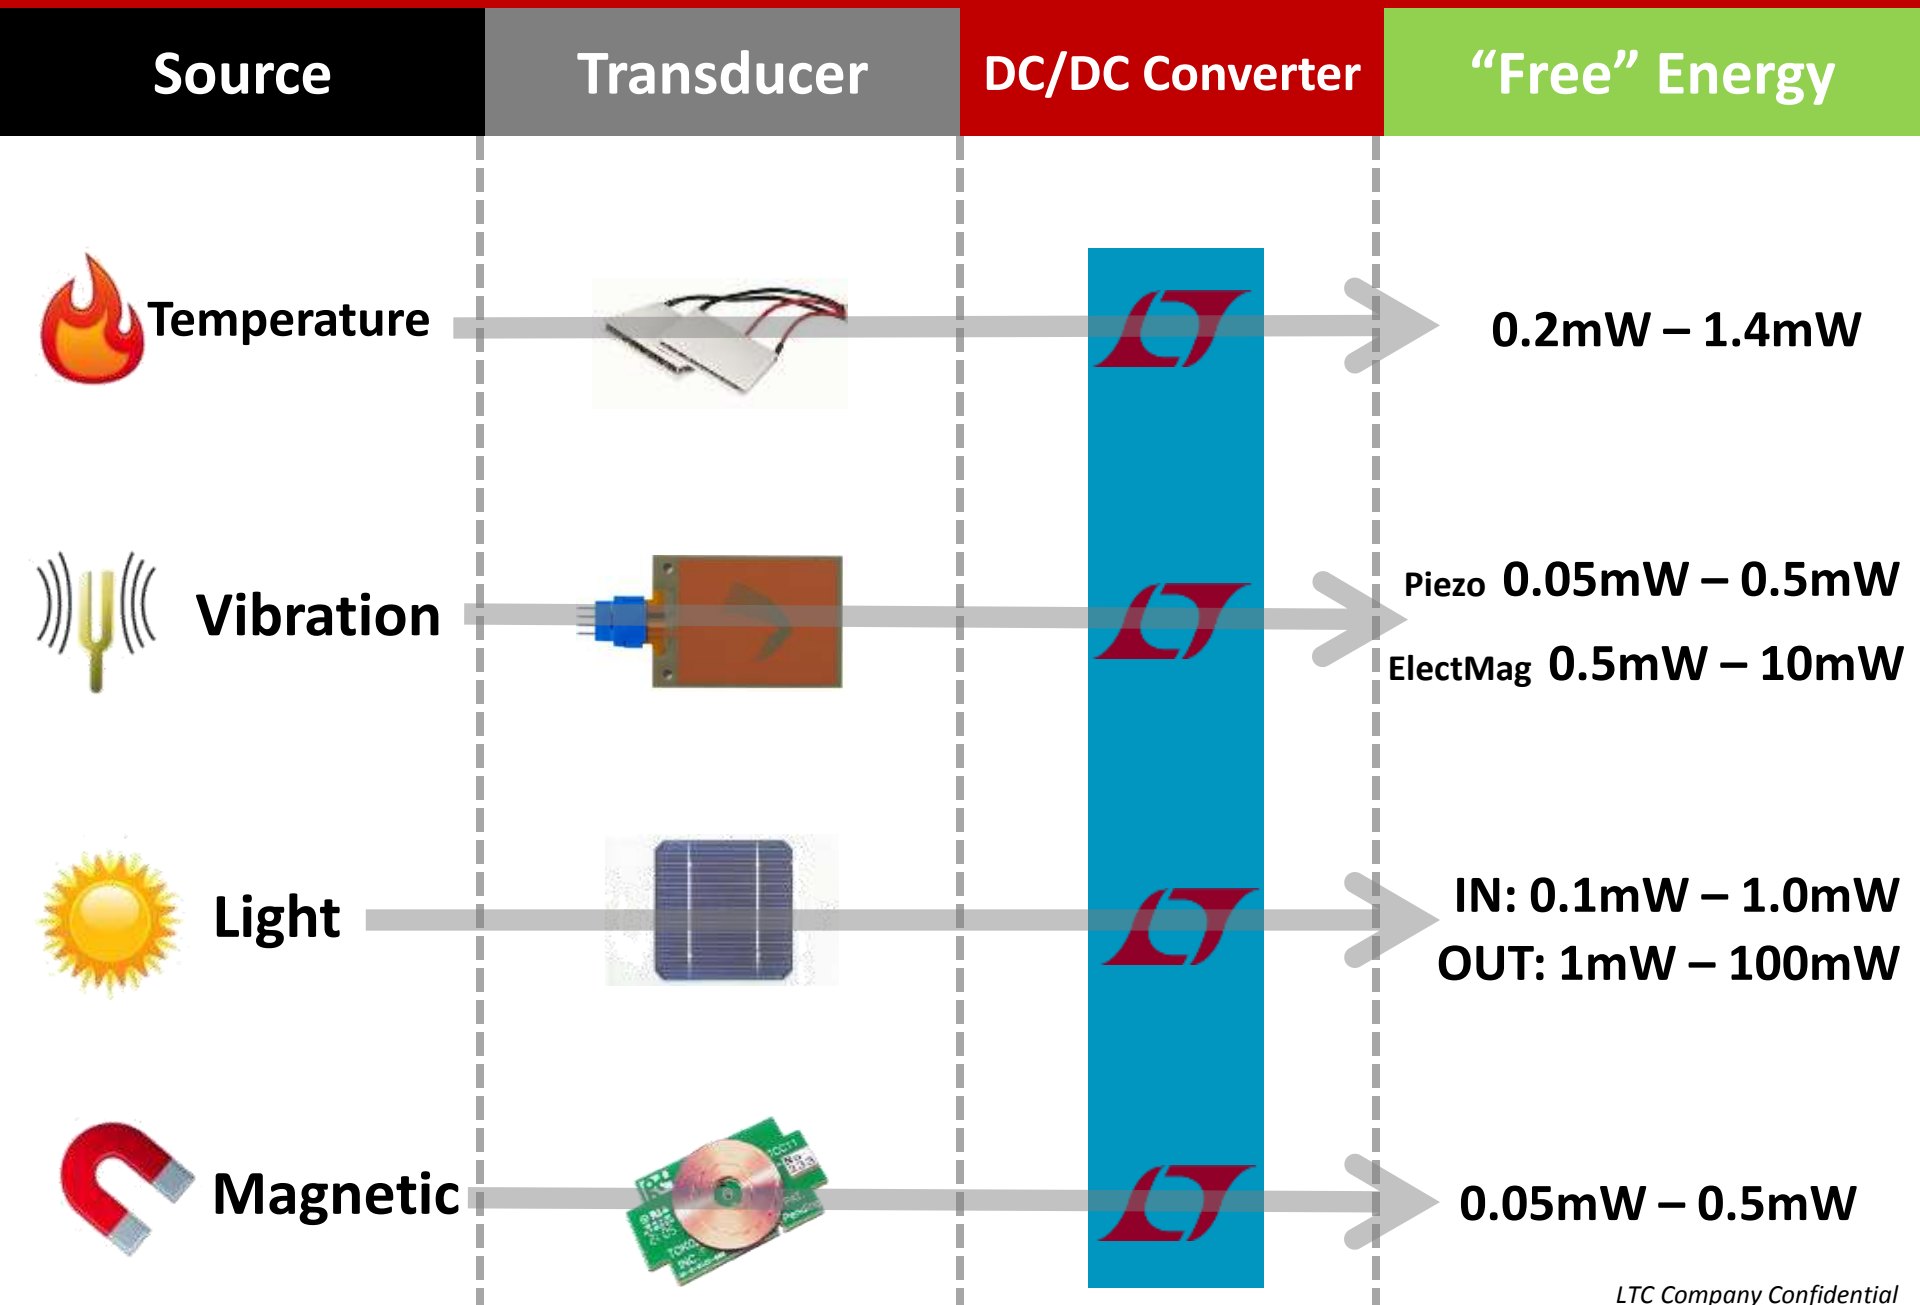 Source
Transducer
DC/DC Converter
“Free” Energy
Temperature
0.2mW – 1.4mW
Vibration
Piezo 0.05mW – 0.5mW
ElectMag 0.5mW – 10mW
Light
IN: 0.1mW – 1.0mW
OUT: 1mW – 100mW
Magnetic
TOKO
INC
0.05mW – 0.5mW
LTC Company Confidential